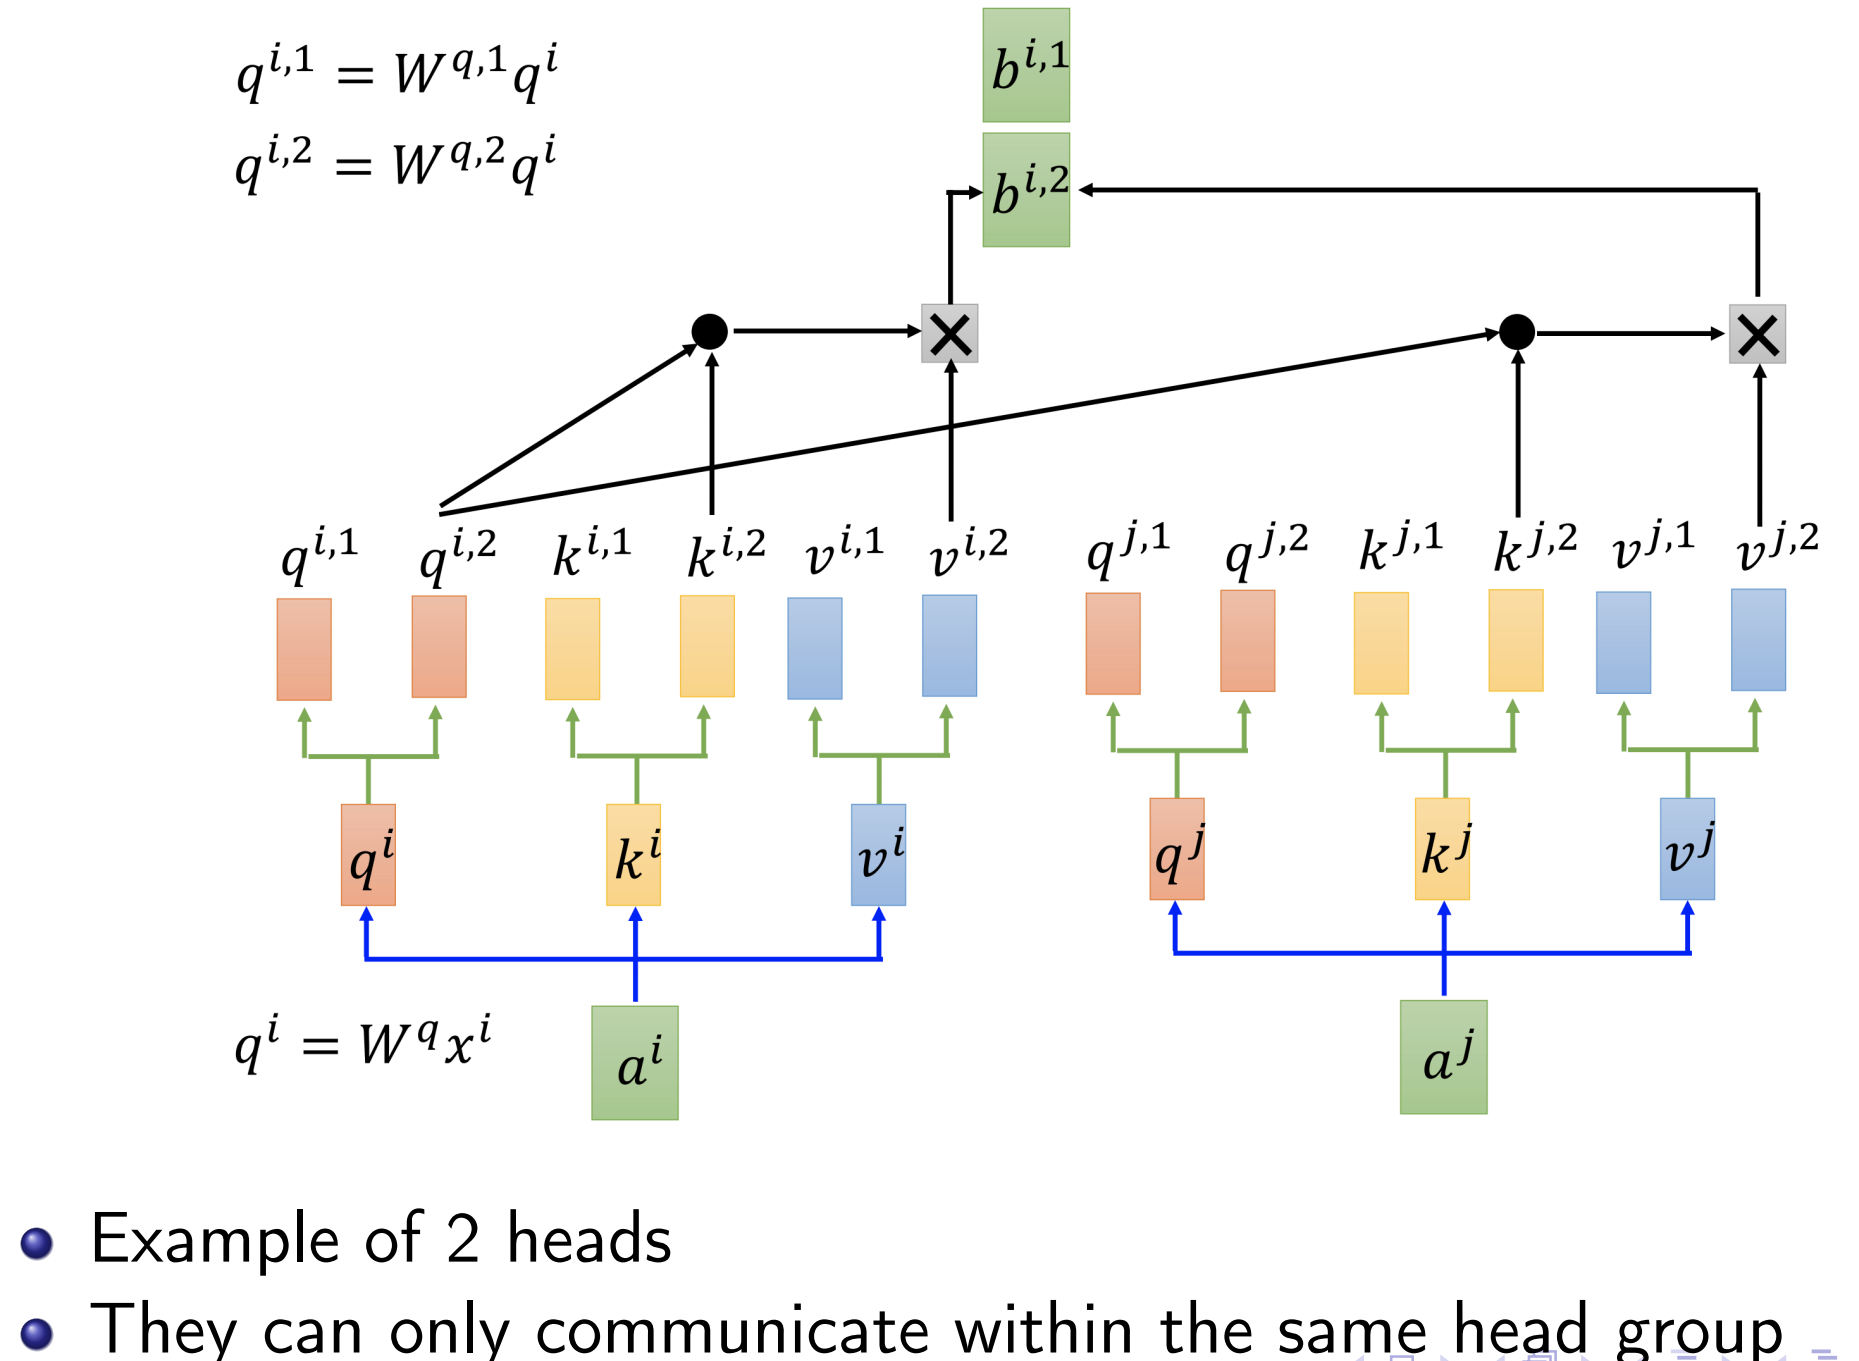 q^{i,1} = W^{q,1}q^i
q^{i,2} = W^{q,2}q^i
b^{i,1}
b^{i,2}
q^{i,1} q^{i,2} k^{i,1} k^{i,2} v^{i,1} v^{i,2} q^{j,1} q^{j,2} k^{j,1} k^{j,2} v^{j,1} v^{j,2}
q^i k^i v^i q^j k^j v^j
q^i = W^q x^i
a^i a^j
Example of 2 heads
They can only communicate within the same head group